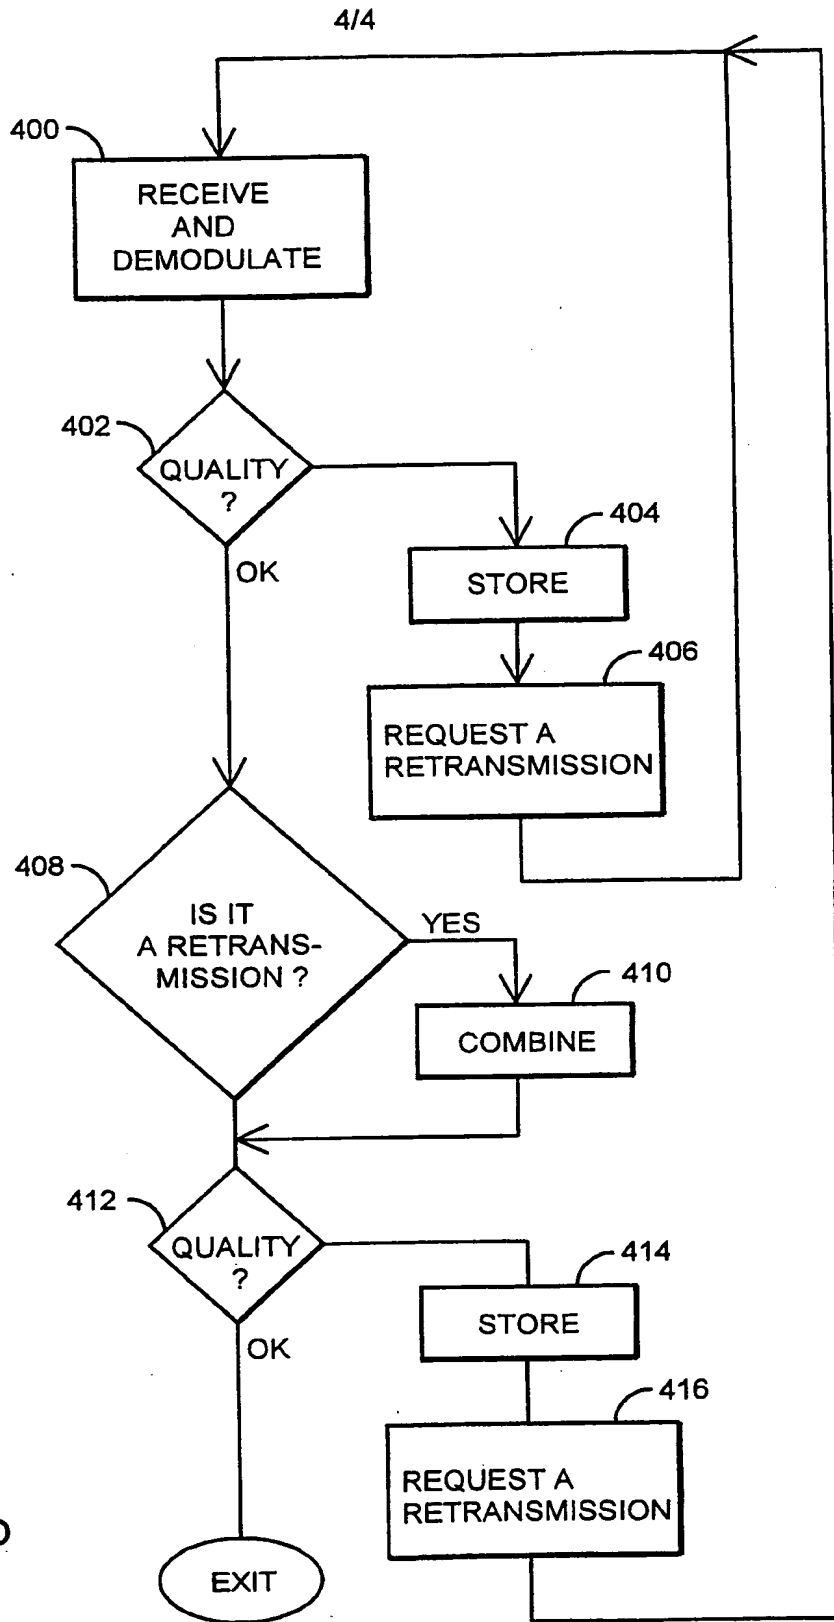 4/4
400
RECEIVE
AND
DEMODULATE
402
QUALITY
?
OK
404
STORE
406
REQUEST A
RETRANSMISSION
408
IS IT
A RETRANS-
MISSION ?
YES
410
COMBINE
412
QUALITY
?
OK
414
STORE
416
REQUEST A
RETRANSMISSION
EXIT